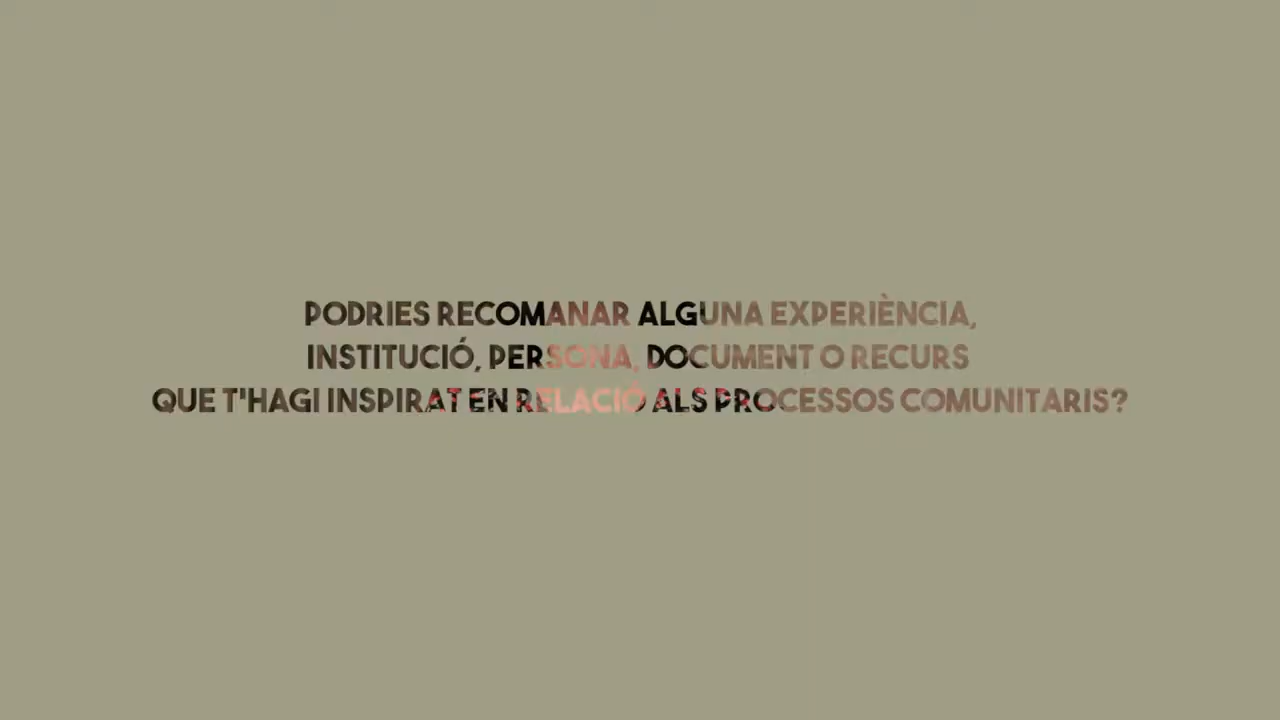 PODRIES RECOMANAR ALGUNA EXPERIÈNCIA,
INSTITUCIÓ, PERSONA, DOCUMENT O RECURS
QUE T'HAGI INSPIRAT EN RELACIÓ ALS PROCESSOS COMUNITARIS?